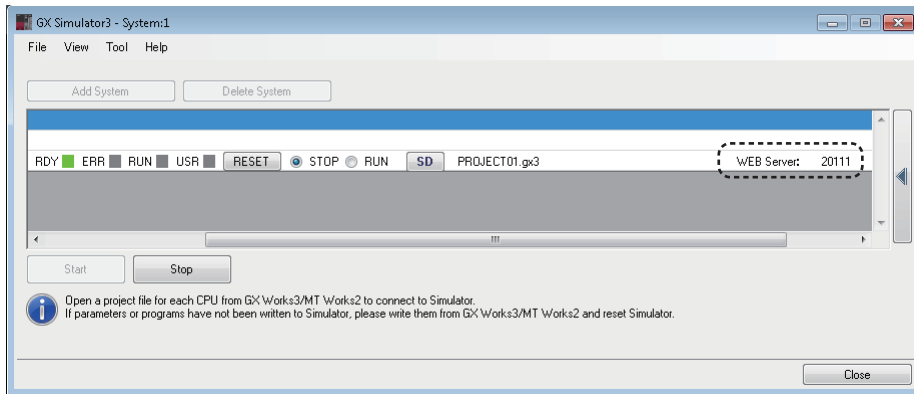 GX Simulator3 - System:1
File View Tool Help
Add System Delete System
RDY ERR RUN USR RESET STOP RUN SD PROJECT01.gx3 WEB Server: 20111
Start Stop
Open a project file for each CPU from GX Works3/MT Works2 to connect to Simulator.
If parameters or programs have not been written to Simulator, please write them from GX Works3/MT Works2 and reset Simulator.
Close